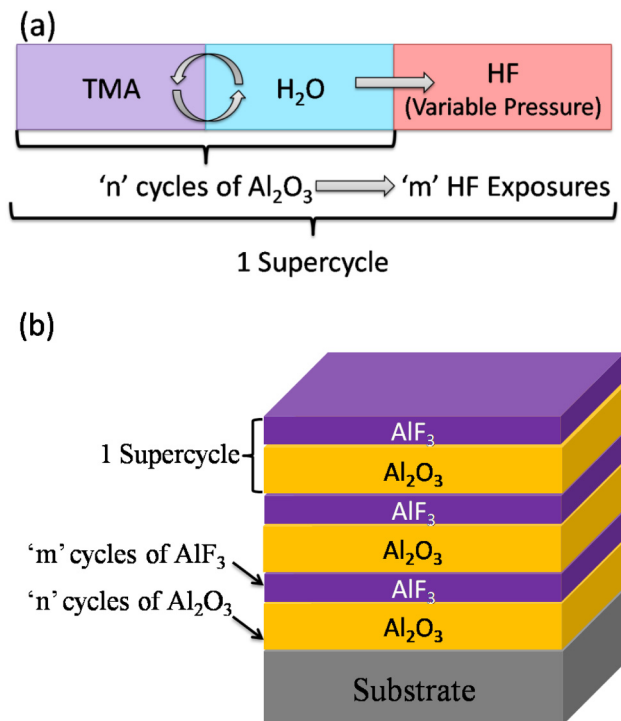 (a)
TMA
H₂O
HF
(Variable Pressure)
'n' cycles of Al₂O₃
'm' HF Exposures
1 Supercycle
(b)
AlF₃
1 Supercycle
Al₂O₃
AlF₃
Al₂O₃
'm' cycles of AlF₃
AlF₃
'n' cycles of Al₂O₃
Al₂O₃
Substrate